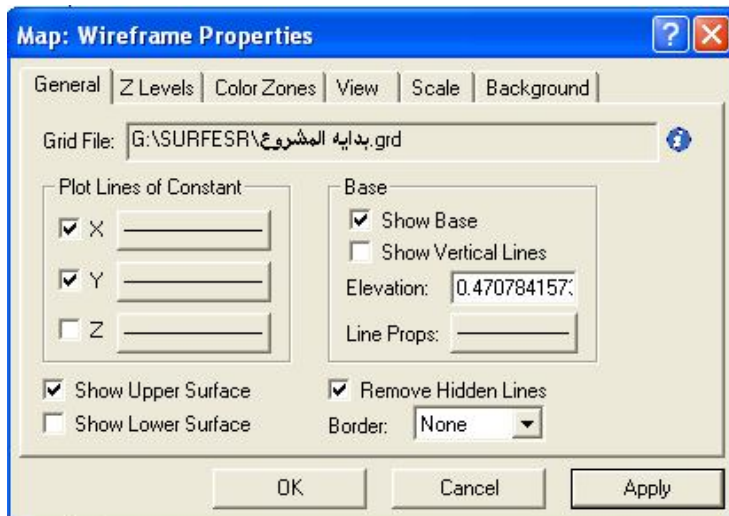 Map: Wireframe Properties
General Z Levels Color Zones View Scale Background
Grid File: G:\SURFESR\بدايه المشروع.grd
Plot Lines of Constant
X
Y
Z
Base
Show Base
Show Vertical Lines
Elevation: 0.470784157
Line Props:
Show Upper Surface
Show Lower Surface
Remove Hidden Lines
Border: None
OK Cancel Apply